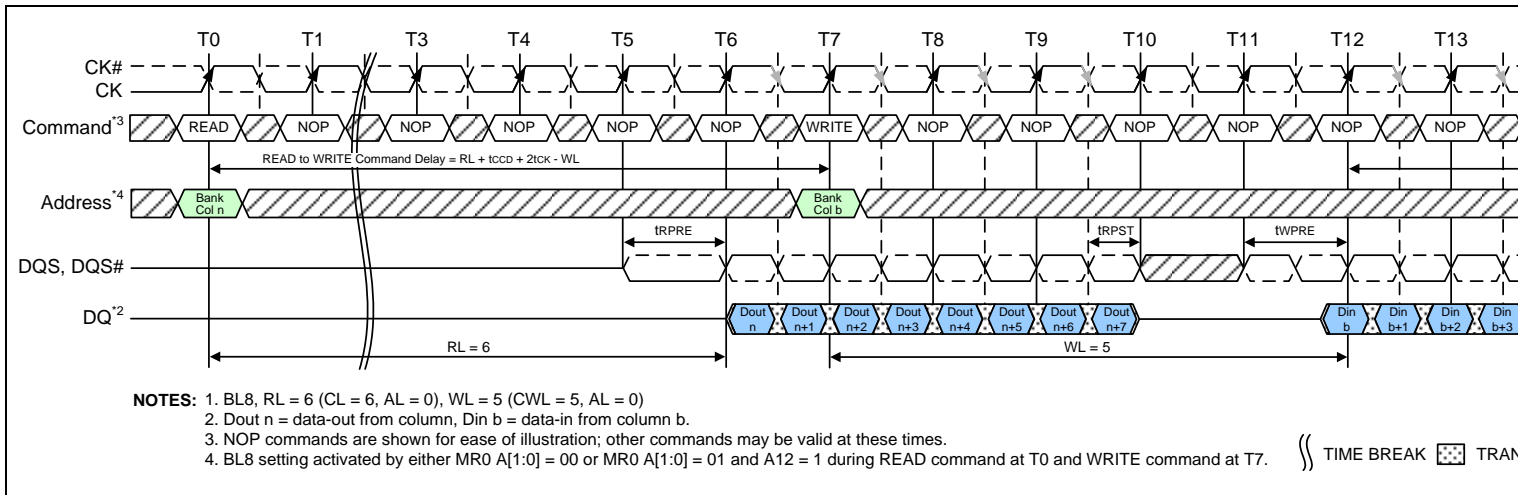 T0 T1 T3 T4 T5 T6 T7 T8 T9 T10 T11 T12 T13
CK#
CK
Command*3 READ NOP NOP NOP NOP NOP WRITE NOP NOP NOP NOP NOP NOP
READ to WRITE Command Delay = RL + tCCD + 2tCK - WL
Address*4 Bank Col n Bank Col b
tRPRE tRPST tWPRE
DQS, DQS#
DQ*2 Dout n Dout n+1 Dout n+2 Dout n+3 Dout n+4 Dout n+5 Dout n+6 Dout n+7 Din b Din b+1 Din b+2 Din b+3
RL = 6 WL = 5
NOTES: 1. BL8, RL = 6 (CL = 6, AL = 0), WL = 5 (CWL = 5, AL = 0)
2. Dout n = data-out from column, Din b = data-in from column b.
3. NOP commands are shown for ease of illustration; other commands may be valid at these times.
4. BL8 setting activated by either MR0 A[1:0] = 00 or MR0 A[1:0] = 01 and A12 = 1 during READ command at T0 and WRITE command at T7.
TIME BREAK TRAN